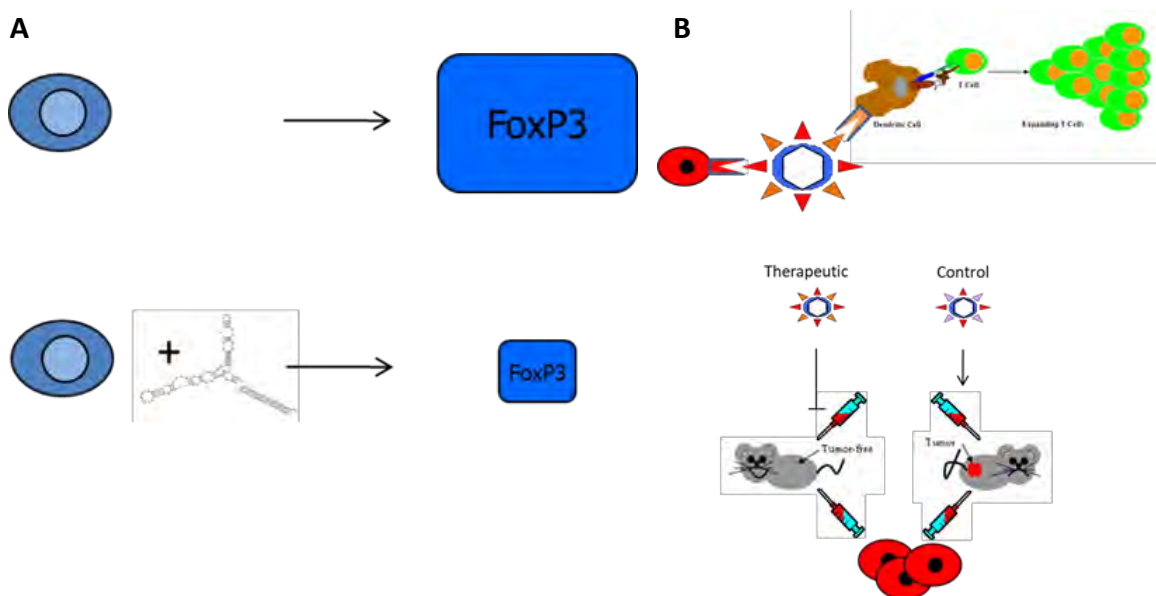 A
FoxP3
+
FoxP3
B
T Cell
Dendritic Cell
Expanding T Cells
Therapeutic
Control
Tumor-free
Tumor